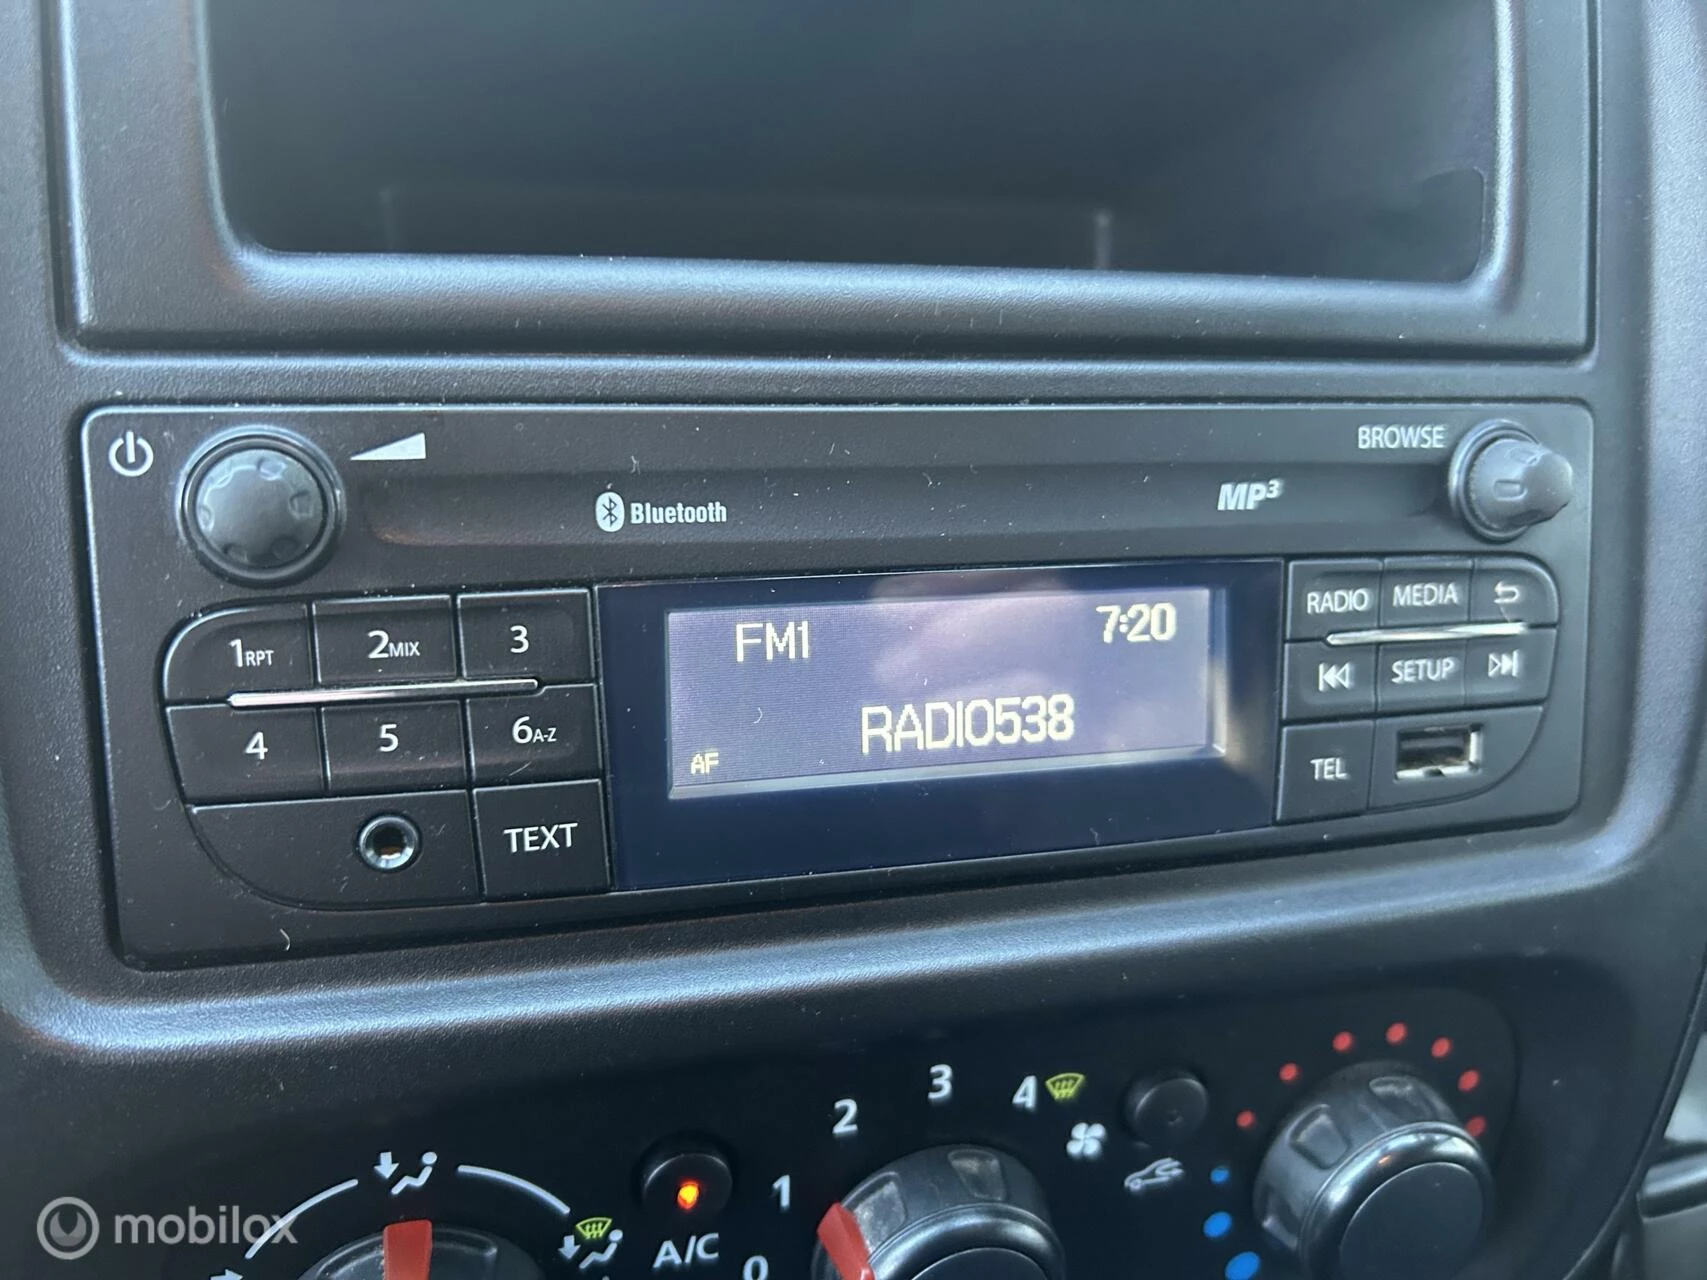 BROWSE
Bluetooth
MP3
1RPT 2MIX 3
4 5 6A-Z
TEXT
FM1 7:20
RADIO538
AF
RADIO MEDIA
SETUP
TEL
0 1 2 3 4
A/C
mobilox